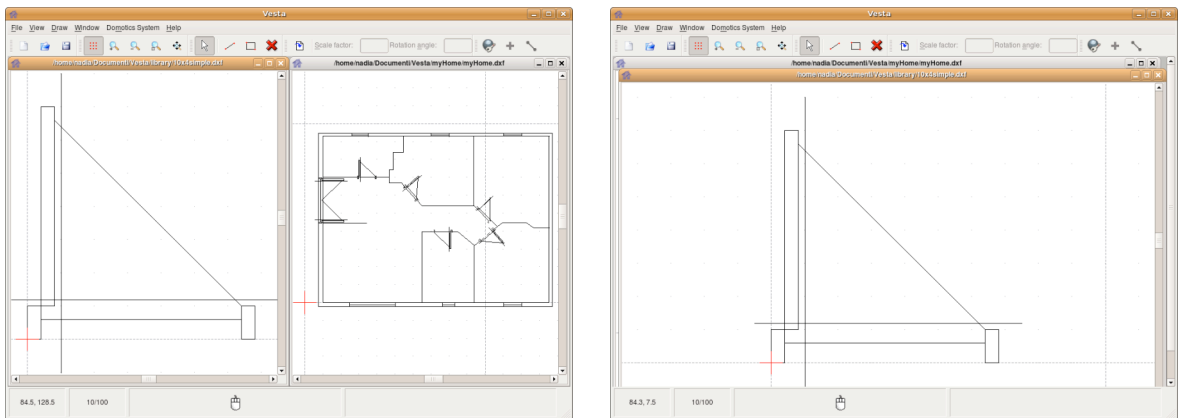 Vesta
File View Draw Window Domotics System Help
Scale factor: Rotation angle:
/home/nadia/Documenti/Vesta/library/10x4simple.dxf
/home/nadia/Documenti/Vesta/myHome/myHome.dxf
84.5, 128.5 10/100
Vesta
File View Draw Window Domotics System Help
Scale factor: Rotation angle:
/home/nadia/Documenti/Vesta/myHome/myHome.dxf
/home/nadia/Documenti/Vesta/library/10x4simple.dxf
84.3, 7.5 10/100